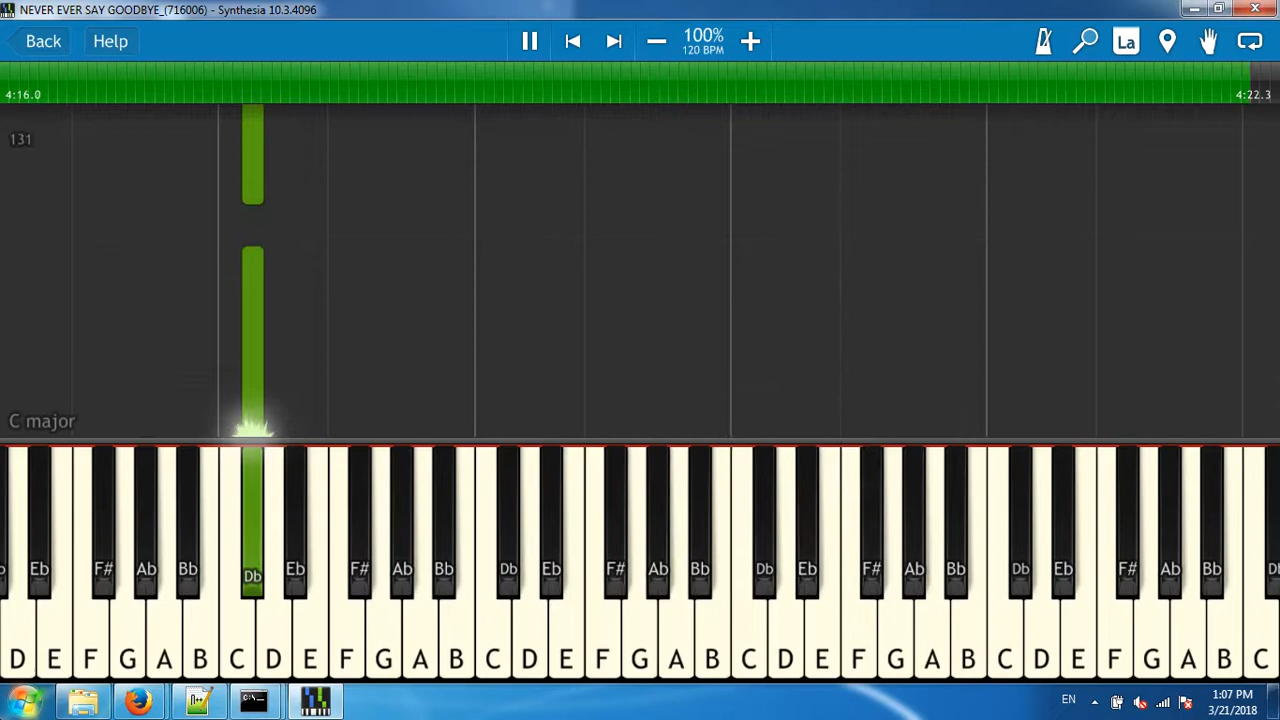 NEVER EVER SAY GOODBYE_(716006) - Synthesia 10.3.4096
Back Help 100% La
120 BPM
4:16.0 4:22.3
131
C major
Eb F# Ab Bb Db Eb F# Ab Bb Db Eb F# Ab Bb Db Eb F# Ab Bb Db Eb F# Ab Bb
D E F G A B C D E F G A B C D E F G A B C D E F G A B C D E F G A B C
EN 1:07 PM
3/21/2018